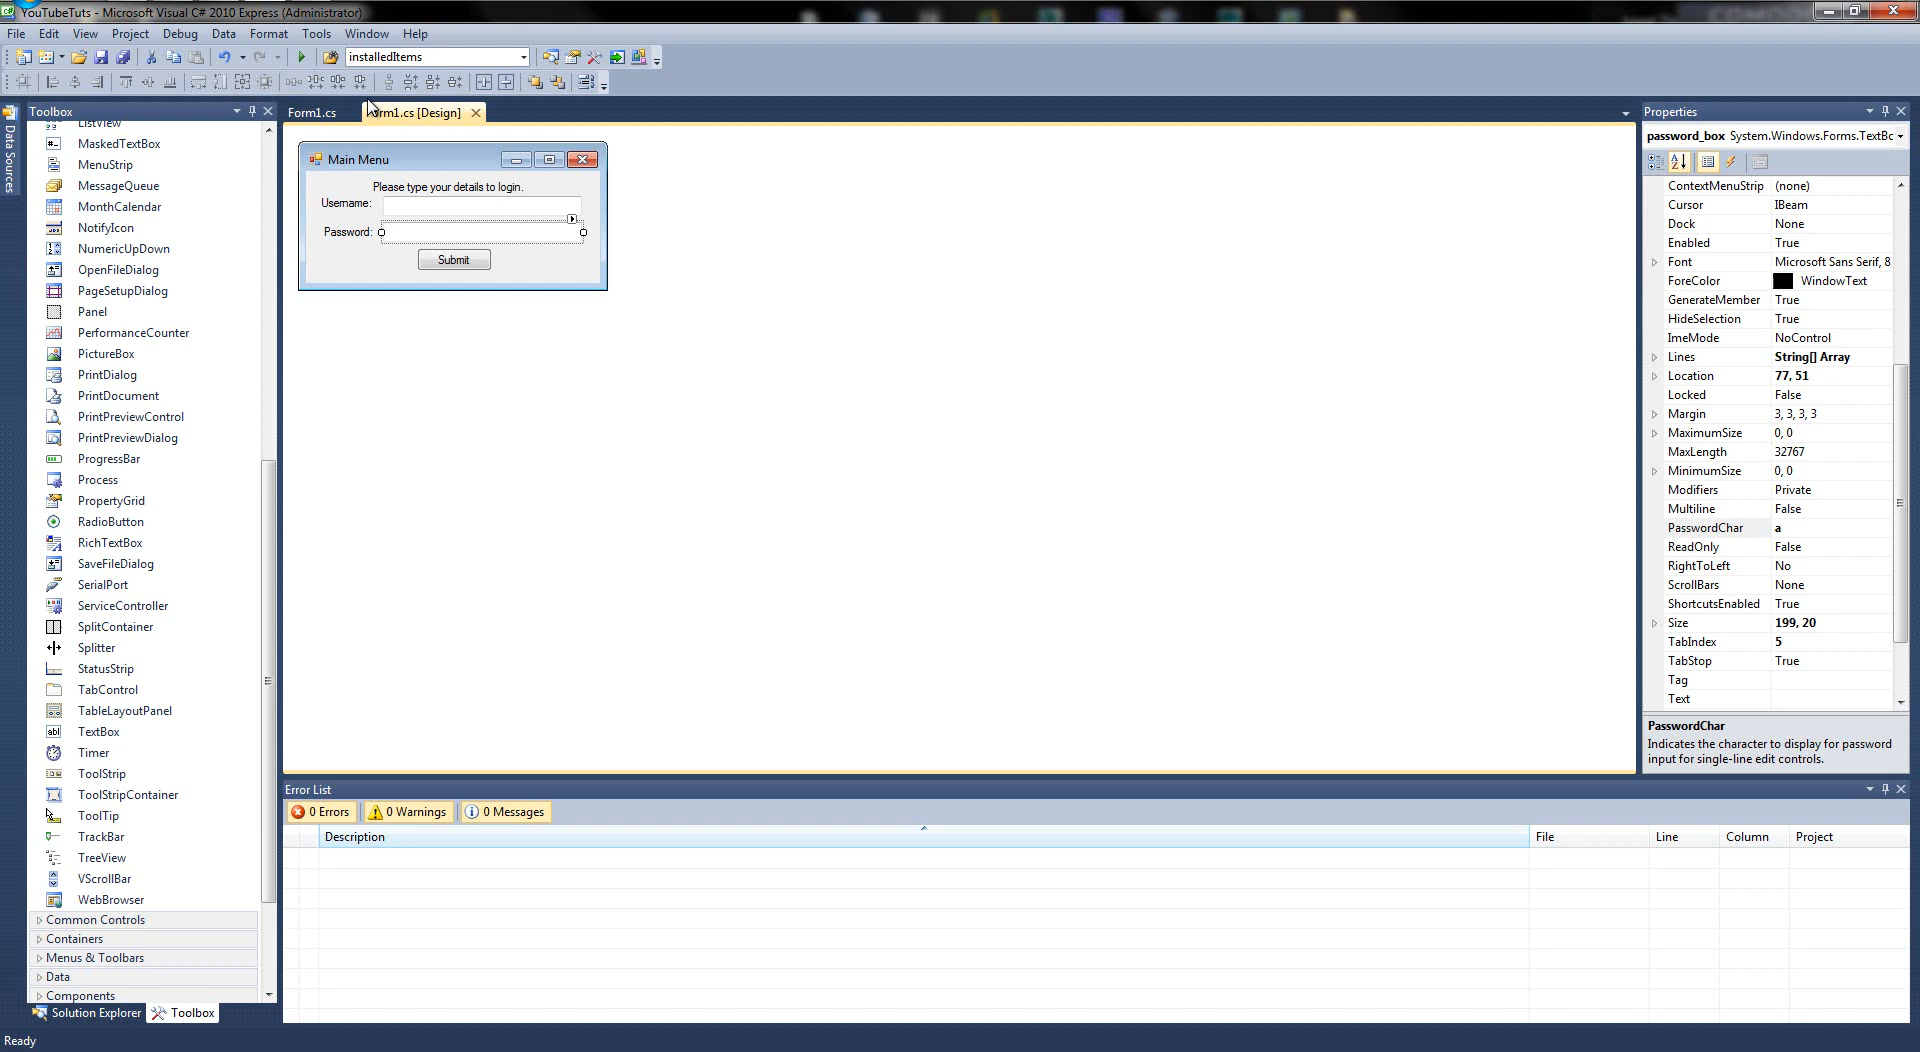 YouTubeTuts - Microsoft Visual C# 2010 Express (Administrator)
File Edit View Project Debug Data Format Tools Window Help
installedItems
Data Sources
Toolbox
ListView
MaskedTextBox
MenuStrip
MessageQueue
MonthCalendar
NotifyIcon
NumericUpDown
OpenFileDialog
PageSetupDialog
Panel
PerformanceCounter
PictureBox
PrintDialog
PrintDocument
PrintPreviewControl
PrintPreviewDialog
ProgressBar
Process
PropertyGrid
RadioButton
RichTextBox
SaveFileDialog
SerialPort
ServiceController
SplitContainer
Splitter
StatusStrip
TabControl
TableLayoutPanel
TextBox
Timer
ToolStrip
ToolStripContainer
ToolTip
TrackBar
TreeView
VScrollBar
WebBrowser
Common Controls
Containers
Menus & Toolbars
Data
Components
Solution Explorer Toolbox
Form1.cs
orm1.cs [Design]
Main Menu
Please type your details to login.
Username:
Password:
Submit
Properties
password_box System.Windows.Forms.TextBo
ContextMenuStrip (none)
Cursor IBeam
Dock None
Enabled True
Font Microsoft Sans Serif, 8
ForeColor WindowText
GenerateMember True
HideSelection True
ImeMode NoControl
Lines String[] Array
Location 77, 51
Locked False
Margin 3, 3, 3, 3
MaximumSize 0, 0
MaxLength 32767
MinimumSize 0, 0
Modifiers Private
Multiline False
PasswordChar a
ReadOnly False
RightToLeft No
ScrollBars None
ShortcutsEnabled True
Size 199, 20
TabIndex 5
TabStop True
Tag
Text
PasswordChar
Indicates the character to display for password
input for single-line edit controls.
Error List
0 Errors 0 Warnings 0 Messages
Description File Line Column Project
Ready